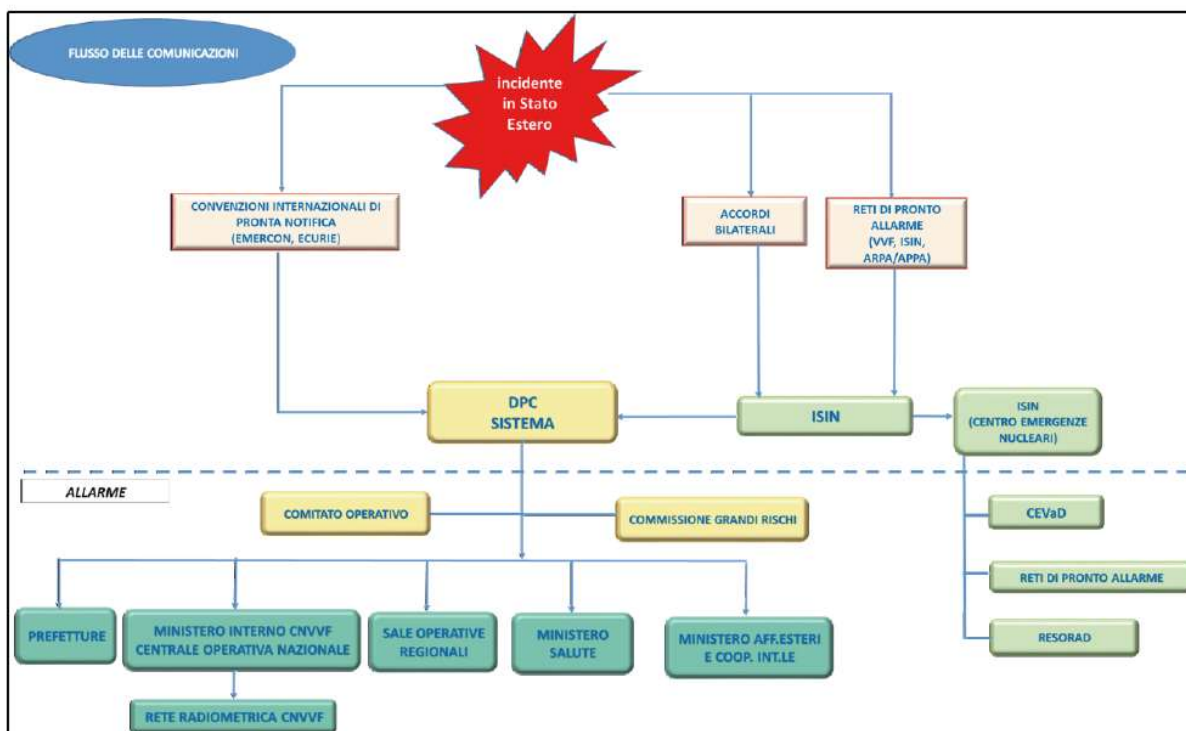 FLUSSO DELLE COMUNICAZIONI
incidente
in Stato
Estero
CONVENZIONI INTERNAZIONALI DI
PRONTA NOTIFICA
(EMERCON, ECURIE)
ACCORDI
BILATERALI
RETI DI PRONTO
ALLARME
(VVF, ISIN,
ARPA/APPA)
DPC
SISTEMA
ISIN
ISIN
(CENTRO EMERGENZE
NUCLEARI)
ALLARME
COMITATO OPERATIVO
COMMISSIONE GRANDI RISCHI
CEVaD
RETI DI PRONTO ALLARME
RESORAD
PREFETTURE
MINISTERO INTERNO CNVVF
CENTRALE OPERATIVA NAZIONALE
SALE OPERATIVE
REGIONALI
MINISTERO
SALUTE
MINISTERO AFF.ESTERI
E COOP. INT.LE
RETE RADIOMETRICA CNVVF